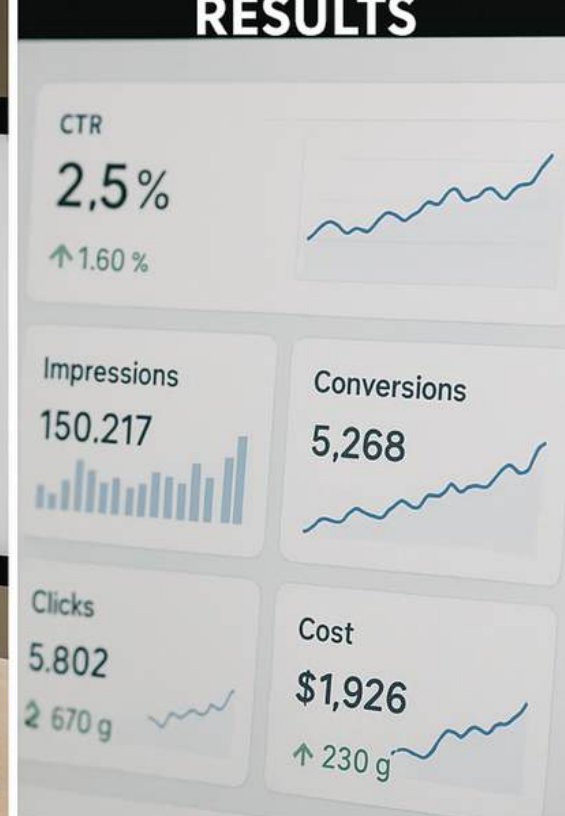 RESULTS
CTR
2,5%
↑1.60 %
Impressions
150.217
Conversions
5,268
Clicks
5.802
2 670 g
Cost
$1,926
↑ 230 g